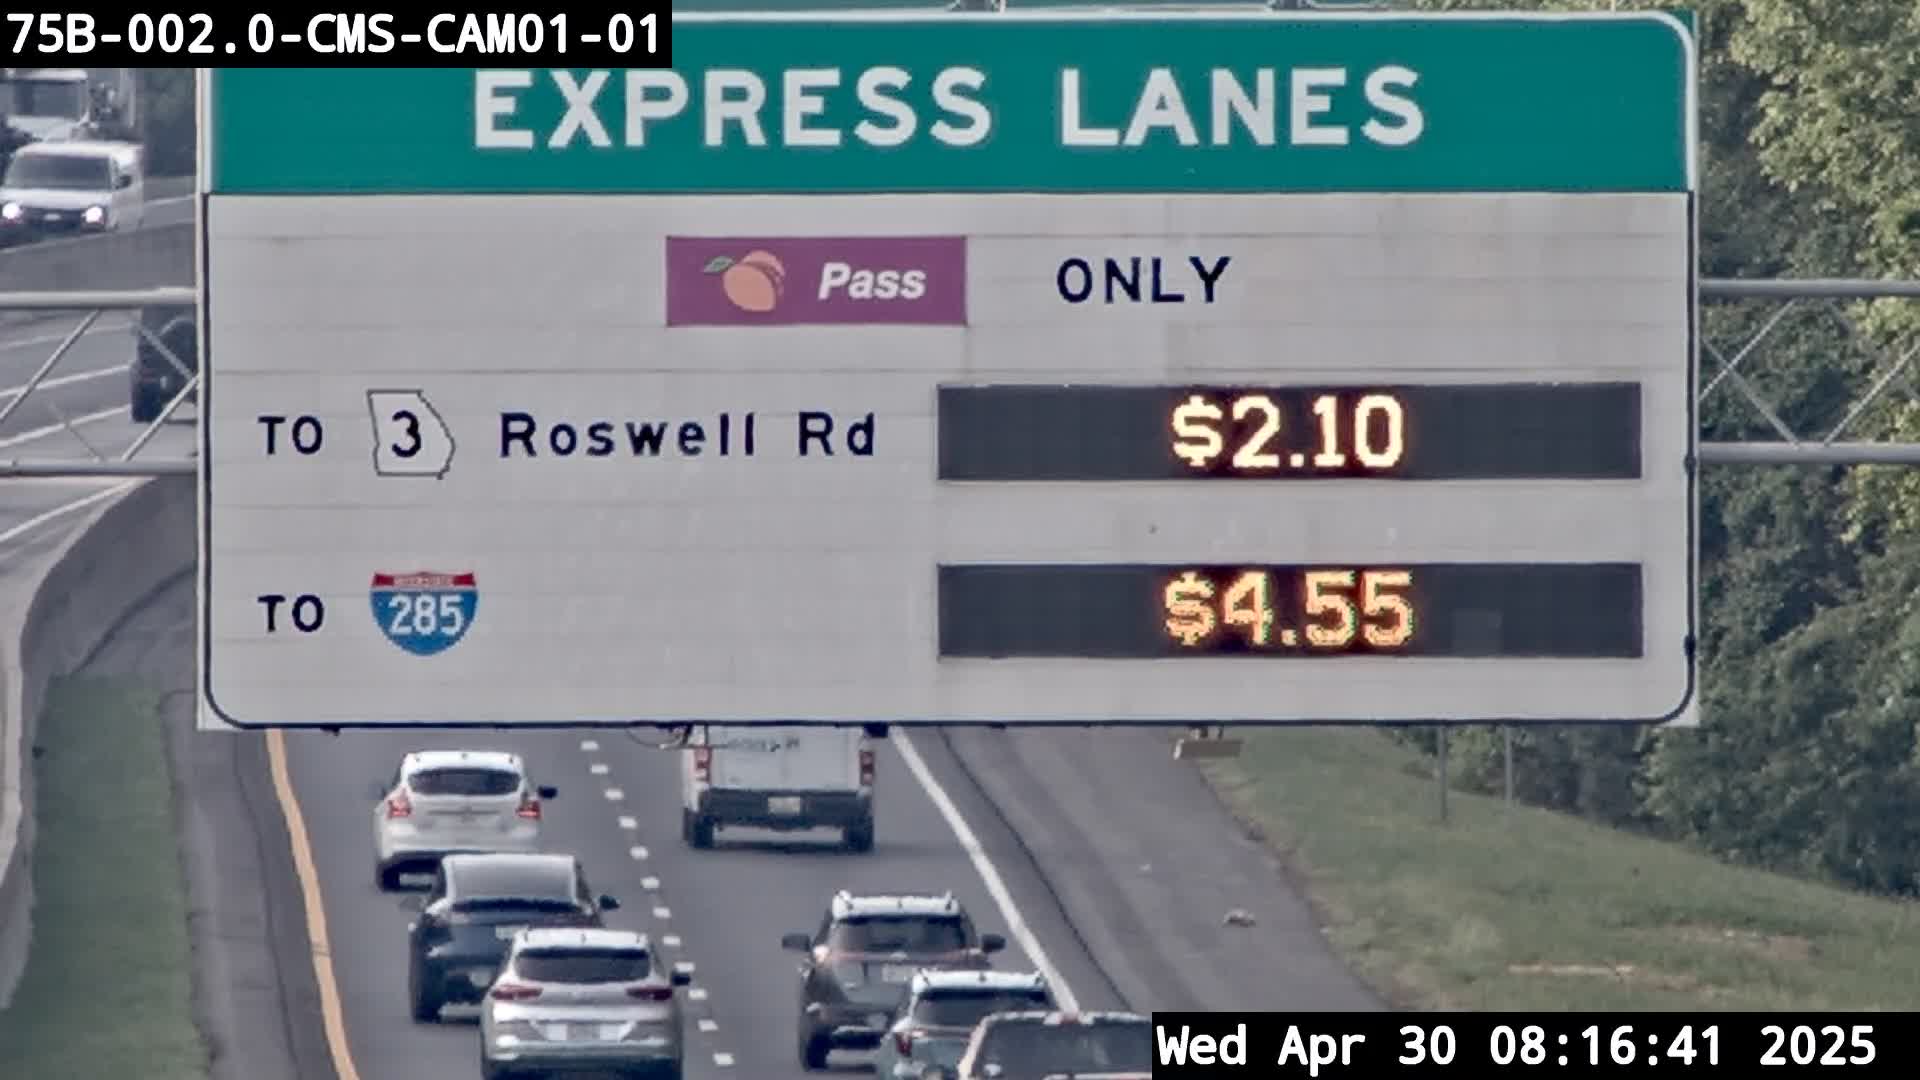 75B-002.0-CMS-CAM01-01
EXPRESS LANES
Pass ONLY
TO 3 Roswell Rd $2.10
INTERSTATE
TO 285 $4.55
Wed Apr 30 08:16:41 2025